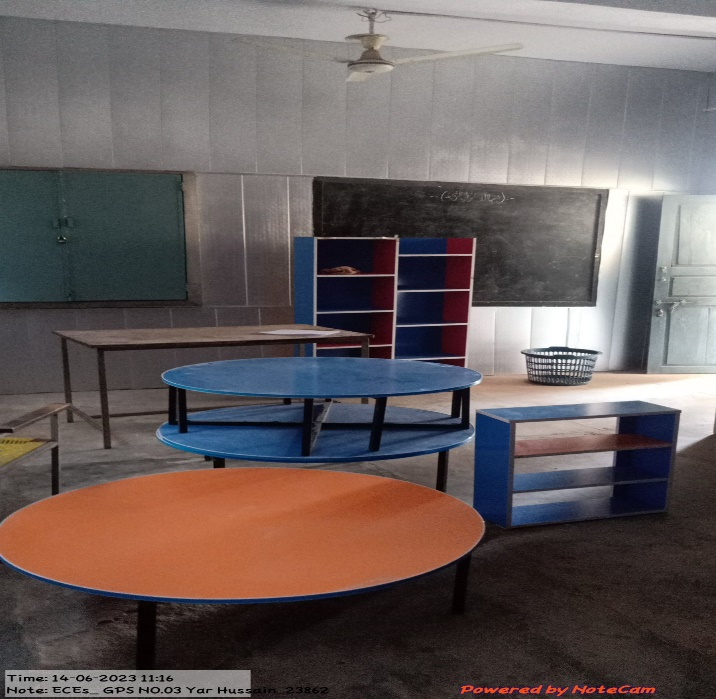 Time: 14-06-2023 11:16
Note: ECEs_ GPS NO.03 Yar Hussain_23862
Powered by NoteCam